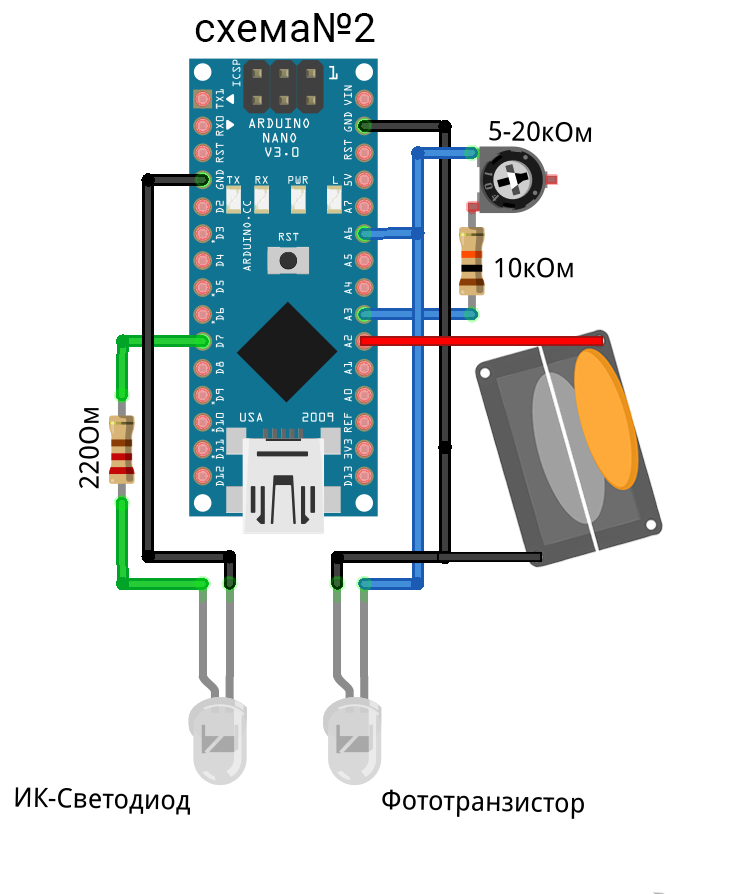 схема№2
ICSP
1
TX1
RX0
RST
GND
D2
D3
D4
D5
D6
D7
D8
D9
D10
D11
D12
ARDUINO
NANO
V3.0
TX RX PWR L
ARDUINO.CC
RST
USA 2009
VIN
GND
RST
5V
A7
A6
A5
A4
A3
A2
A1
A0
REF
3V3
D13
5-20кОм
10кОм
220Ом
ИК-Светодиод
Фототранзистор